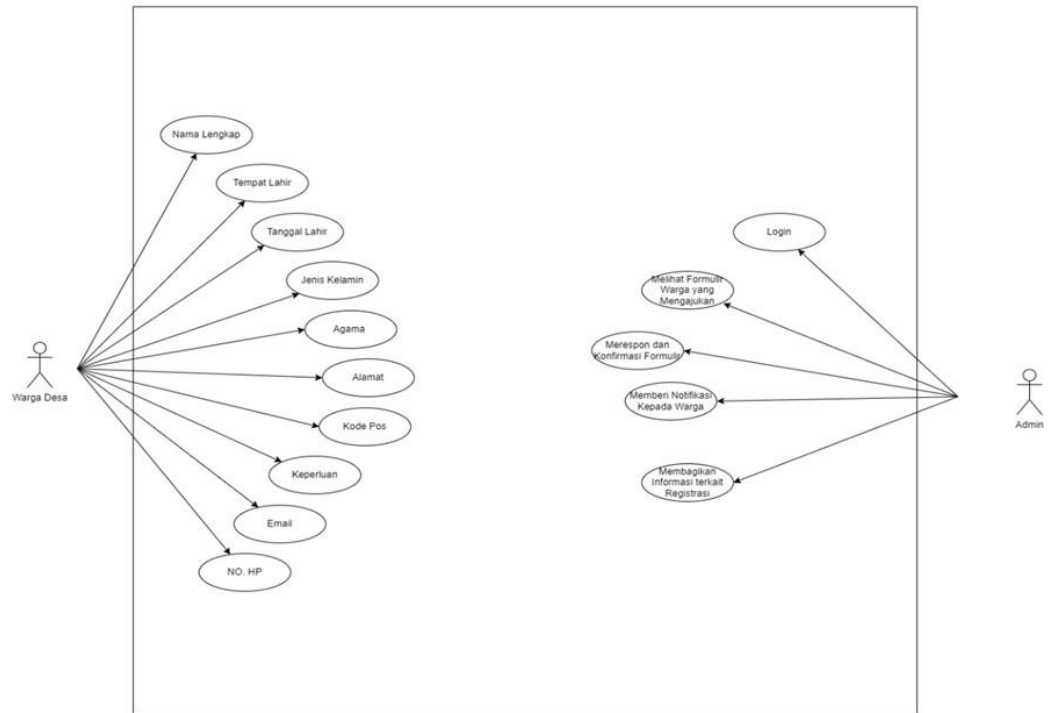 Nama Lengkap
Tempat Lahir
Tanggal Lahir
Jenis Kelamin
Agama
Alamat
Kode Pos
Keperluan
Email
NO. HP
Warga Desa
Login
Melihat Formulir
Warga yang
Mengajukan
Merespon dan
Konfirmasi Formulir
Memberi Notifikasi
Kepada Warga
Membagikan
Informasi terkait
Registrasi
Admin